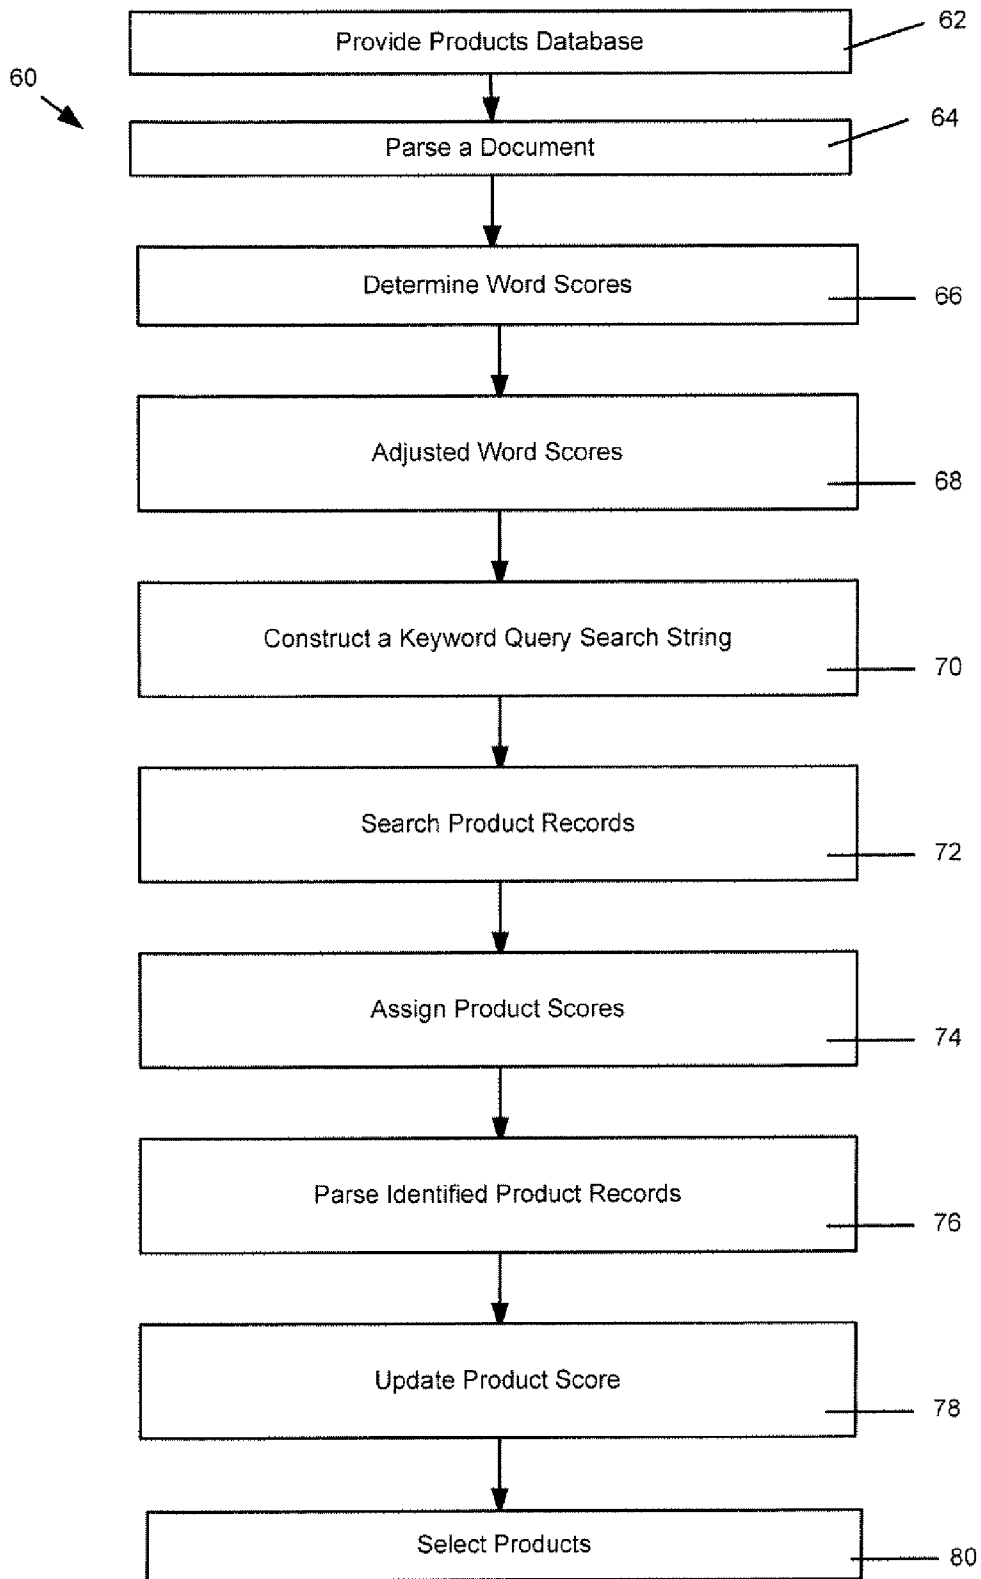 Provide Products Database
62
60
Parse a Document
64
Determine Word Scores
66
Adjusted Word Scores
68
Construct a Keyword Query Search String
70
Search Product Records
72
Assign Product Scores
74
Parse Identified Product Records
76
Update Product Score
78
Select Products
80